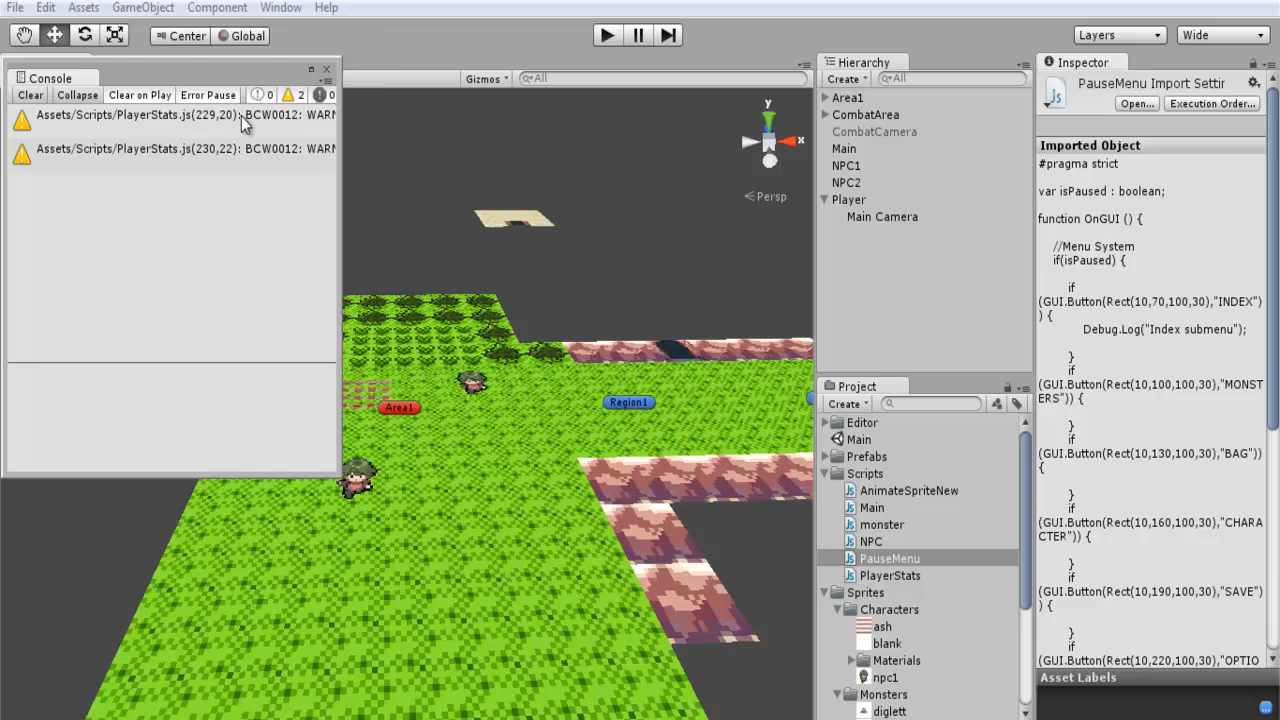 File Edit Assets GameObject Component Window Help
Center Global Layers Wide
Console
Clear Collapse Clear on Play Error Pause 0 2 0
Assets/Scripts/PlayerStats.js(229,20): BCW0012: WARN
Assets/Scripts/PlayerStats.js(230,22): BCW0012: WARN
Gizmos All
y
x
Persp
Area1
Region1
Hierarchy
Create All
Area1
CombatArea
CombatCamera
Main
NPC1
NPC2
Player
Main Camera
Project
Create
Editor
Main
Prefabs
Scripts
AnimateSpriteNew
Main
monster
NPC
PauseMenu
PlayerStats
Sprites
Characters
ash
blank
Materials
npc1
Monsters
diglett
Inspector
PauseMenu Import Settir
Open... Execution Order...
Imported Object
#pragma strict
var isPaused : boolean;
function OnGUI () {
//Menu System
if(isPaused) {
if
(GUI.Button(Rect(10,70,100,30),"INDEX")
) {
Debug.Log("Index submenu");
}
if
(GUI.Button(Rect(10,100,100,30),"MONST
ERS")) {
}
if
(GUI.Button(Rect(10,130,100,30),"BAG"))
{
}
if
(GUI.Button(Rect(10,160,100,30),"CHARA
CTER")) {
}
if
(GUI.Button(Rect(10,190,100,30),"SAVE")
) {
}
if
(GUI.Button(Rect(10,220,100,30),"OPTIO
Asset Labels